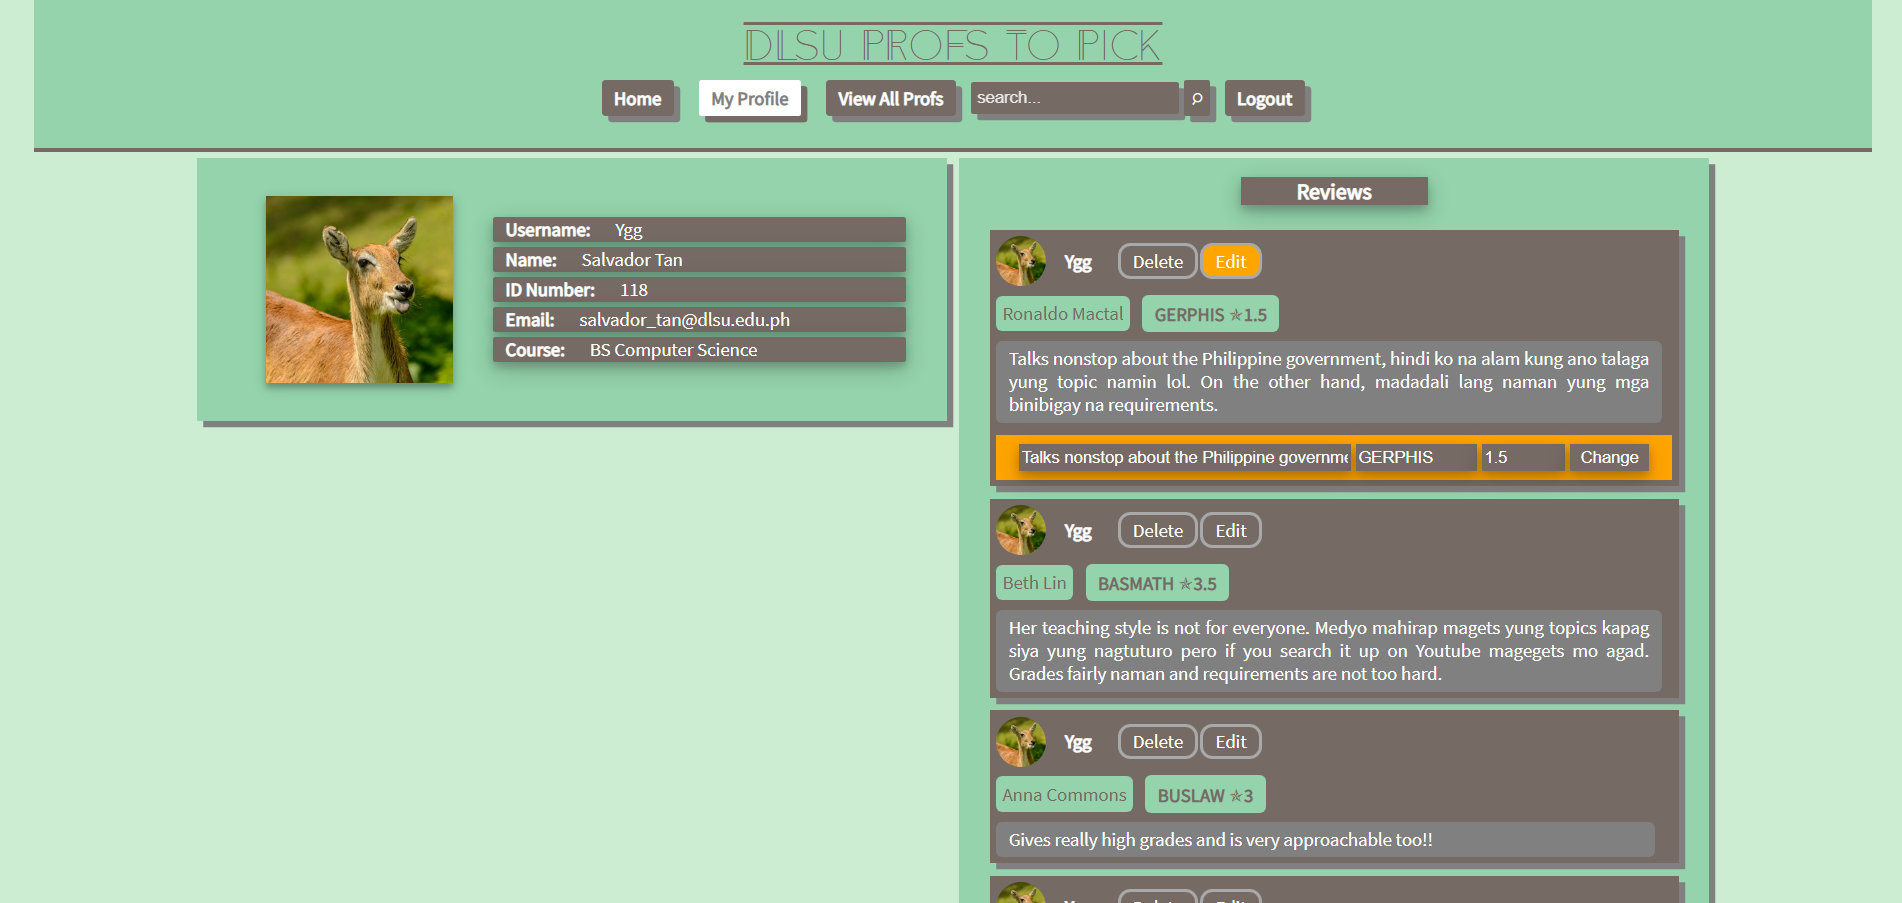 DLSU PROFS TO PICK
Home My Profile View All Profs search... Logout
Username: Ygg
Name: Salvador Tan
ID Number: 118
Email: salvador_tan@dlsu.edu.ph
Course: BS Computer Science
Reviews
Ygg Delete Edit
Ronaldo Mactal GERPHIS ✯1.5
Talks nonstop about the Philippine government, hindi ko na alam kung ano talaga
yung topic namin lol. On the other hand, madadali lang naman yung mga
binibigay na requirements.
Talks nonstop about the Philippine governme GERPHIS 1.5 Change
Ygg Delete Edit
Beth Lin BASMATH ✯3.5
Her teaching style is not for everyone. Medyo mahirap magets yung topics kapag
siya yung nagtuturo pero if you search it up on Youtube magegets mo agad.
Grades fairly naman and requirements are not too hard.
Ygg Delete Edit
Anna Commons BUSLAW ✯3
Gives really high grades and is very approachable too!!